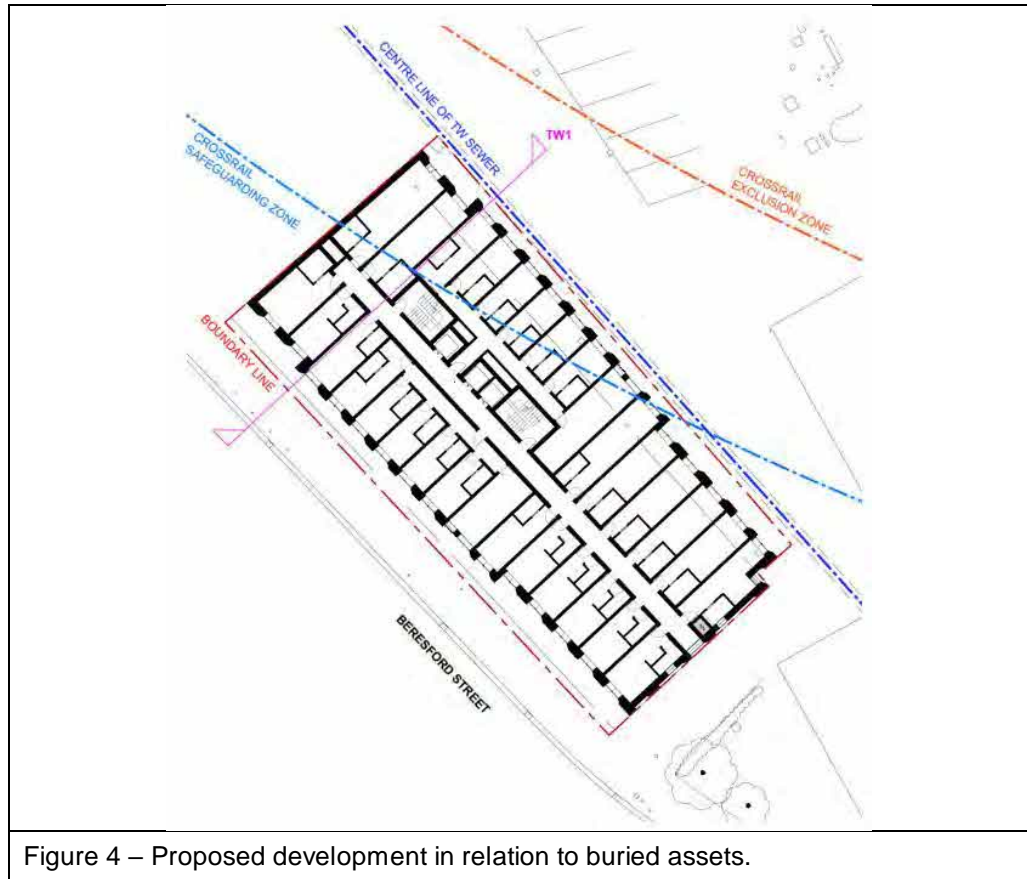 CENTRE LINE OF TW SEWER
TW1
CROSSRAIL
SAFEGUARDING ZONE
CROSSRAIL
EXCLUSION ZONE
BOUNDARY LINE
BERESFORD STREET
Figure 4 – Proposed development in relation to buried assets.